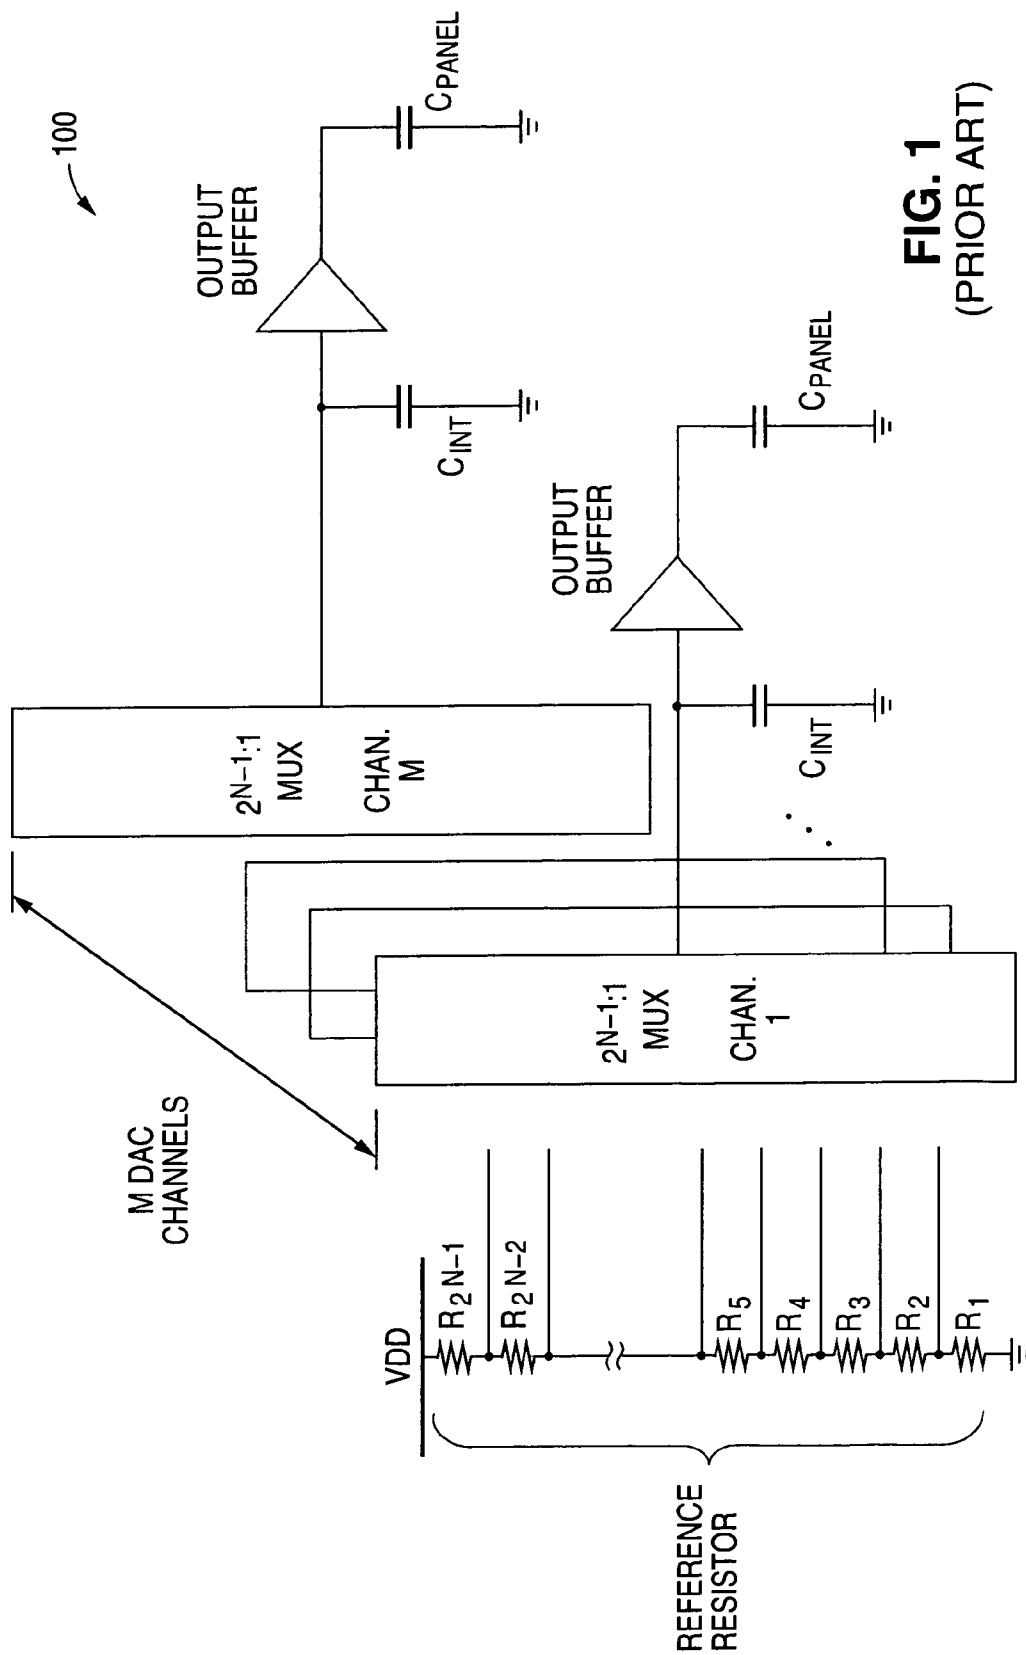 100
OUTPUT
BUFFER
CPANEL
CINT
2N–1:1
MUX
CHAN.
M
M DAC
CHANNELS
OUTPUT
BUFFER
CPANEL
CINT
2N–1:1
MUX
CHAN.
1
VDD
R2N–1
R2N–2
R5
R4
R3
R2
R1
REFERENCE
RESISTOR
FIG. 1
(PRIOR ART)